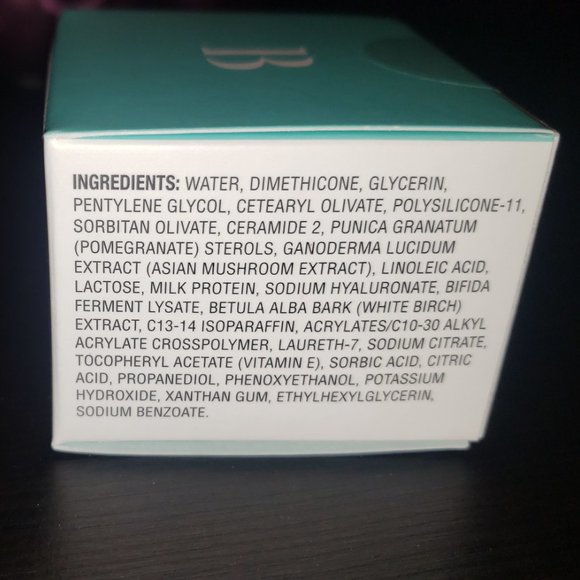 B
INGREDIENTS: WATER, DIMETHICONE, GLYCERIN,
PENTYLENE GLYCOL, CETEARYL OLIVATE, POLYSILICONE-11,
SORBITAN OLIVATE, CERAMIDE 2, PUNICA GRANATUM
(POMEGRANATE) STEROLS, GANODERMA LUCIDUM
EXTRACT (ASIAN MUSHROOM EXTRACT), LINOLEIC ACID,
LACTOSE, MILK PROTEIN, SODIUM HYALURONATE, BIFIDA
FERMENT LYSATE, BETULA ALBA BARK (WHITE BIRCH)
EXTRACT, C13-14 ISOPARAFFIN, ACRYLATES/C10-30 ALKYL
ACRYLATE CROSSPOLYMER, LAURETH-7, SODIUM CITRATE,
TOCOPHERYL ACETATE (VITAMIN E), SORBIC ACID, CITRIC
ACID, PROPANEDIOL, PHENOXYETHANOL, POTASSIUM
HYDROXIDE, XANTHAN GUM, ETHYLHEXYLGLYCERIN,
SODIUM BENZOATE.